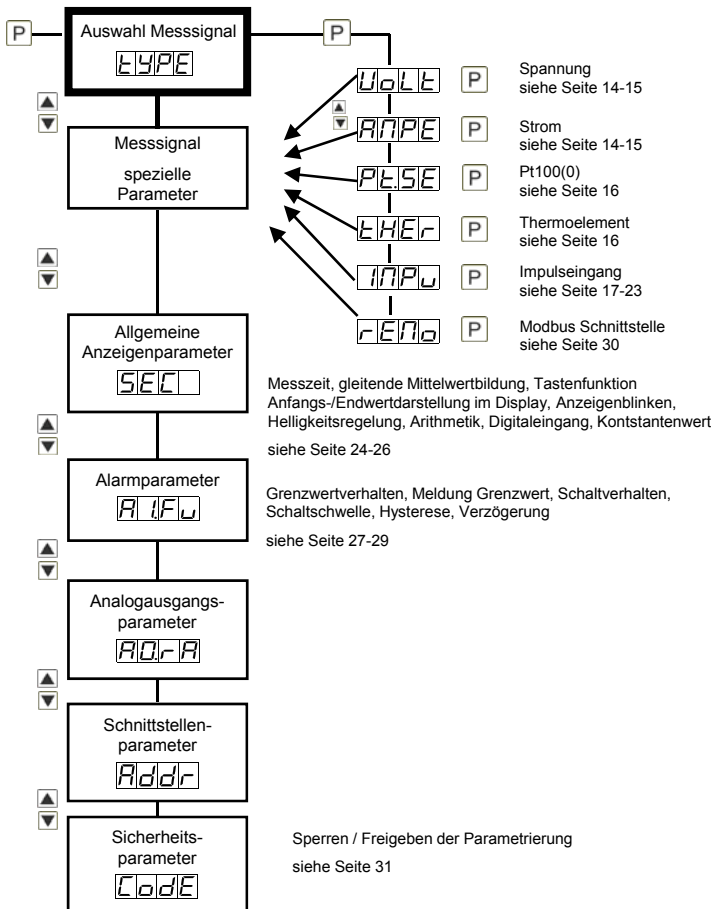 P
Auswahl Messsignal
P
tYPE
VoLt
P
Spannung
siehe Seite 14-15
Messsignal
AMPE
P
Strom
siehe Seite 14-15
spezielle
Parameter
Pt.SE
P
Pt100(0)
siehe Seite 16
tHEr
P
Thermoelement
siehe Seite 16
IMPu
P
Impulseingang
siehe Seite 17-23
rEMo
P
Modbus Schnittstelle
siehe Seite 30
Allgemeine
Anzeigenparameter
SEC
Messzeit, gleitende Mittelwertbildung, Tastenfunktion
Anfangs-/Endwertdarstellung im Display, Anzeigenblinken,
Helligkeitsregelung, Arithmetik, Digitaleingang, Kontstantenwert
siehe Seite 24-26
Alarmparameter
A1.Fu
Grenzwertverhalten, Meldung Grenzwert, Schaltverhalten,
Schaltschwelle, Hysterese, Verzögerung
siehe Seite 27-29
Analogausgangs-
parameter
AO.rA
Schnittstellen-
parameter
Addr
Sicherheits-
parameter
CodE
Sperren / Freigeben der Parametrierung
siehe Seite 31